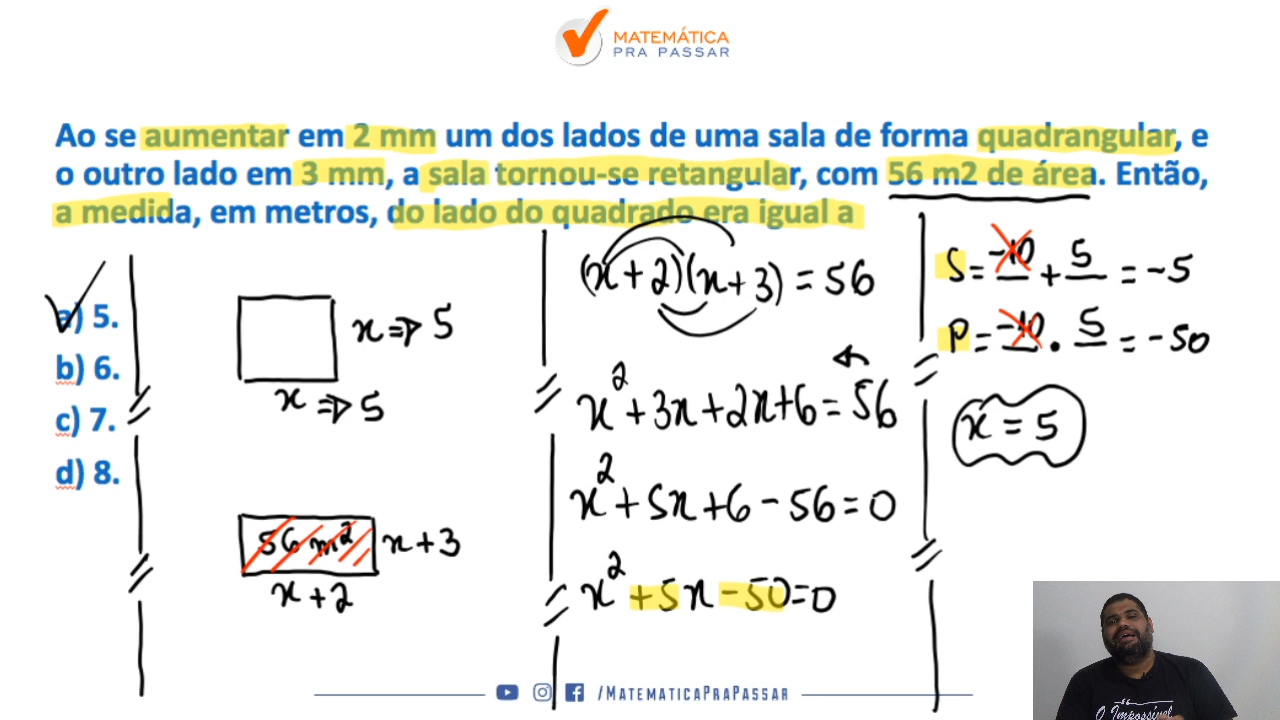 MATEMÁTICA
PRA PASSAR
Ao se aumentar em 2 mm um dos lados de uma sala de forma quadrangular, e
o outro lado em 3 mm, a sala tornou-se retangular, com 56 m2 de área. Então,
a medida, em metros, do lado do quadrado era igual a
a) 5.
b) 6.
c) 7.
d) 8.
x ⇒ 5
x ⇒ 5
56 m²
x + 3
x + 2
(x + 2)(x + 3) = 56
x² + 3x + 2x + 6 = 56
x² + 5x + 6 - 56 = 0
x² + 5x - 50 = 0
S = -10 + 5 = -5
P = -10 . 5 = -50
x = 5
/MATEMATICAPRAPASSAR
O Impossível